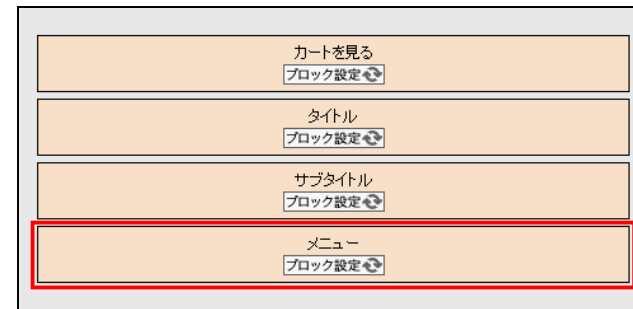 カートを見る
ブロック設定
タイトル
ブロック設定
サブタイトル
ブロック設定
メニュー
ブロック設定